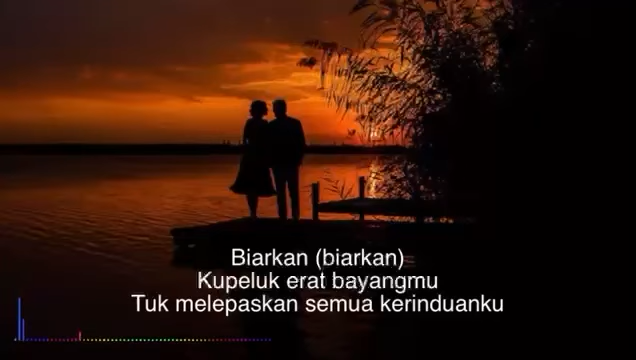 Biarkan (biarkan)
Kupeluk erat bayangmu
Tuk melepaskan semua kerinduanku